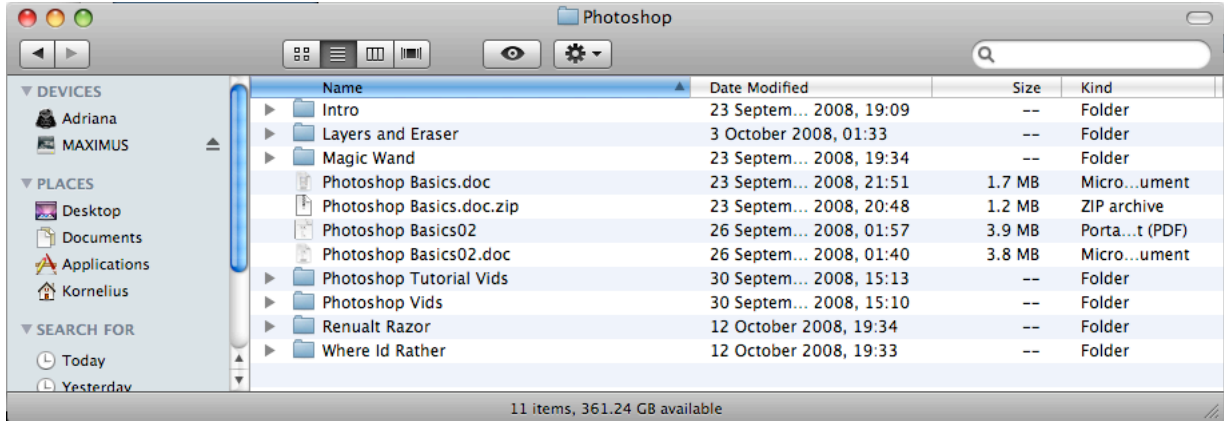 Photoshop
Name Date Modified Size Kind
DEVICES
Adriana
MAXIMUS
PLACES
Desktop
Documents
Applications
Kornelius
SEARCH FOR
Today
Yesterday
Intro 23 Septem... 2008, 19:09 -- Folder
Layers and Eraser 3 October 2008, 01:33 -- Folder
Magic Wand 23 Septem... 2008, 19:34 -- Folder
Photoshop Basics.doc 23 Septem... 2008, 21:51 1.7 MB Micro...ument
Photoshop Basics.doc.zip 23 Septem... 2008, 20:48 1.2 MB ZIP archive
Photoshop Basics02 26 Septem... 2008, 01:57 3.9 MB Porta...t (PDF)
Photoshop Basics02.doc 26 Septem... 2008, 01:40 3.8 MB Micro...ument
Photoshop Tutorial Vids 30 Septem... 2008, 15:13 -- Folder
Photoshop Vids 30 Septem... 2008, 15:10 -- Folder
Renualt Razor 12 October 2008, 19:34 -- Folder
Where Id Rather 12 October 2008, 19:33 -- Folder
11 items, 361.24 GB available